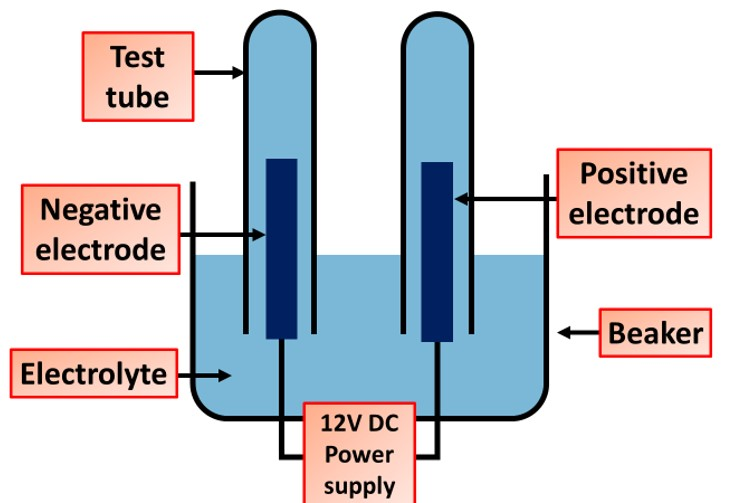 Test
tube
Negative
electrode
Positive
electrode
Electrolyte
Beaker
12V DC
Power
supply